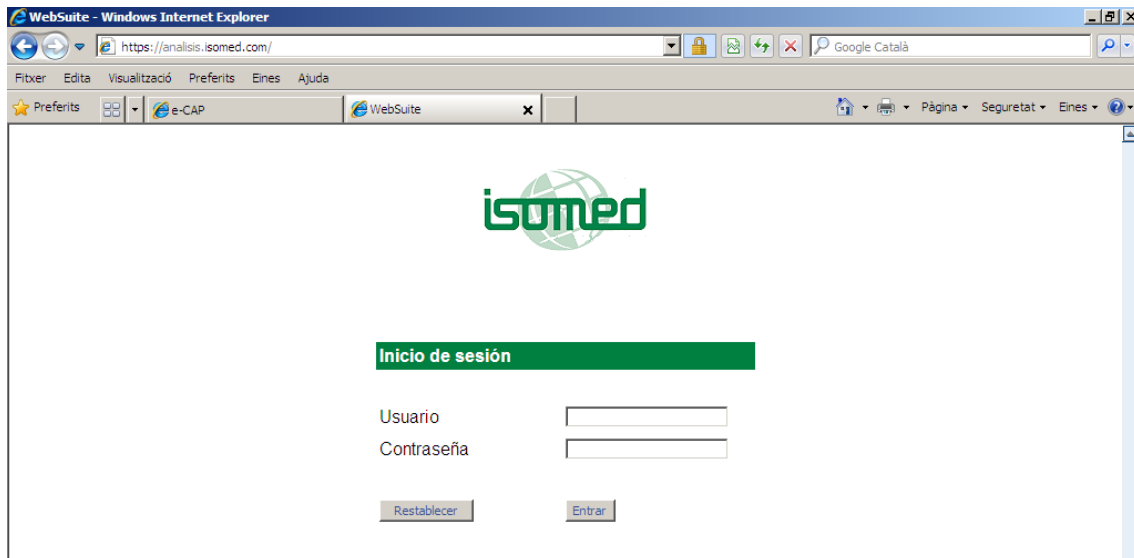 WebSuite - Windows Internet Explorer
https://analisis.isomed.com/
Google Català
Fitxer Edita Visualització Preferits Eines Ajuda
Preferits e-CAP WebSuite Pàgina Seguretat Eines
isomed
Inicio de sesión
Usuario
Contraseña
Restablecer Entrar